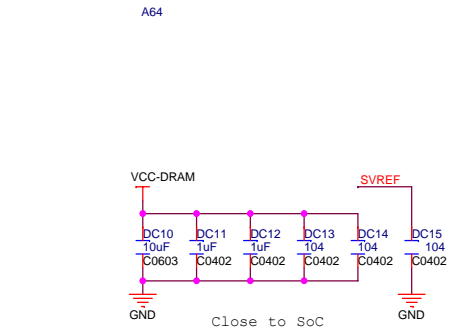 A64
VCC-DRAM
SVREF
DC10 DC11 DC12 DC13 DC14 DC15
10uF 1uF 1uF 104 104 104
C0603 C0402 C0402 C0402 C0402 C0402
GND GND
Close to SoC